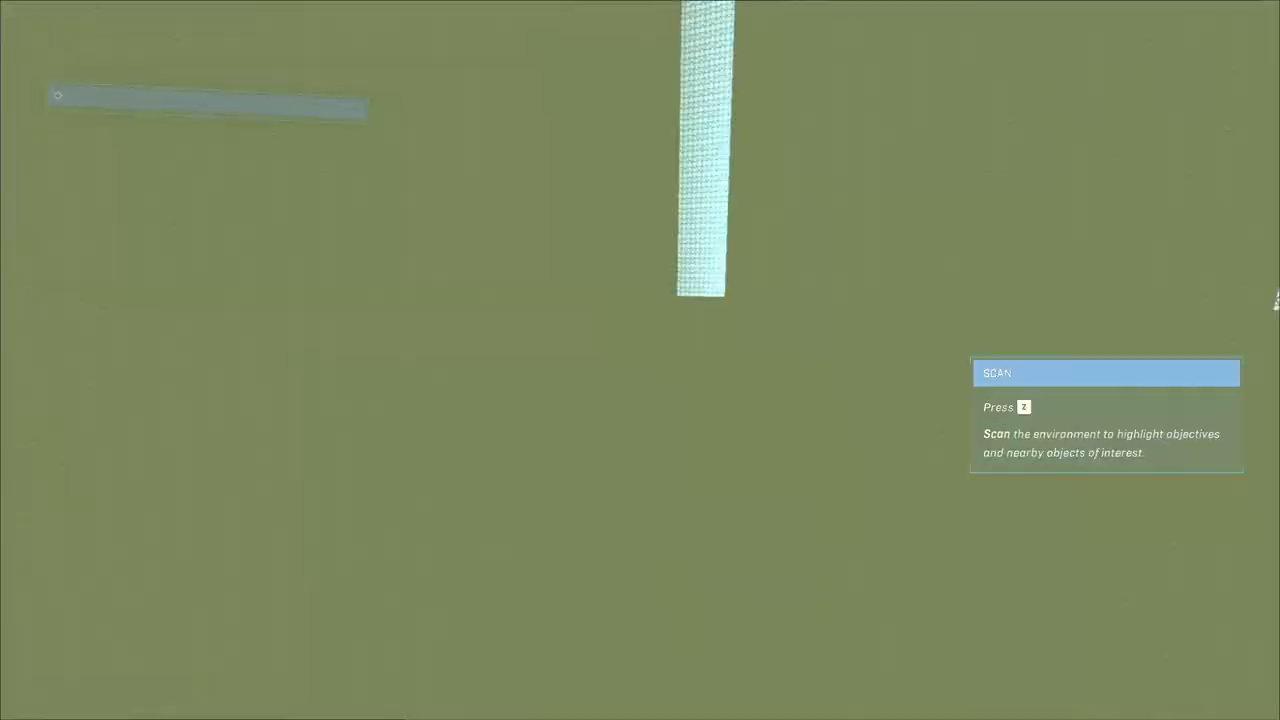 SCAN
Press Z
Scan the environment to highlight objectives
and nearby objects of interest.